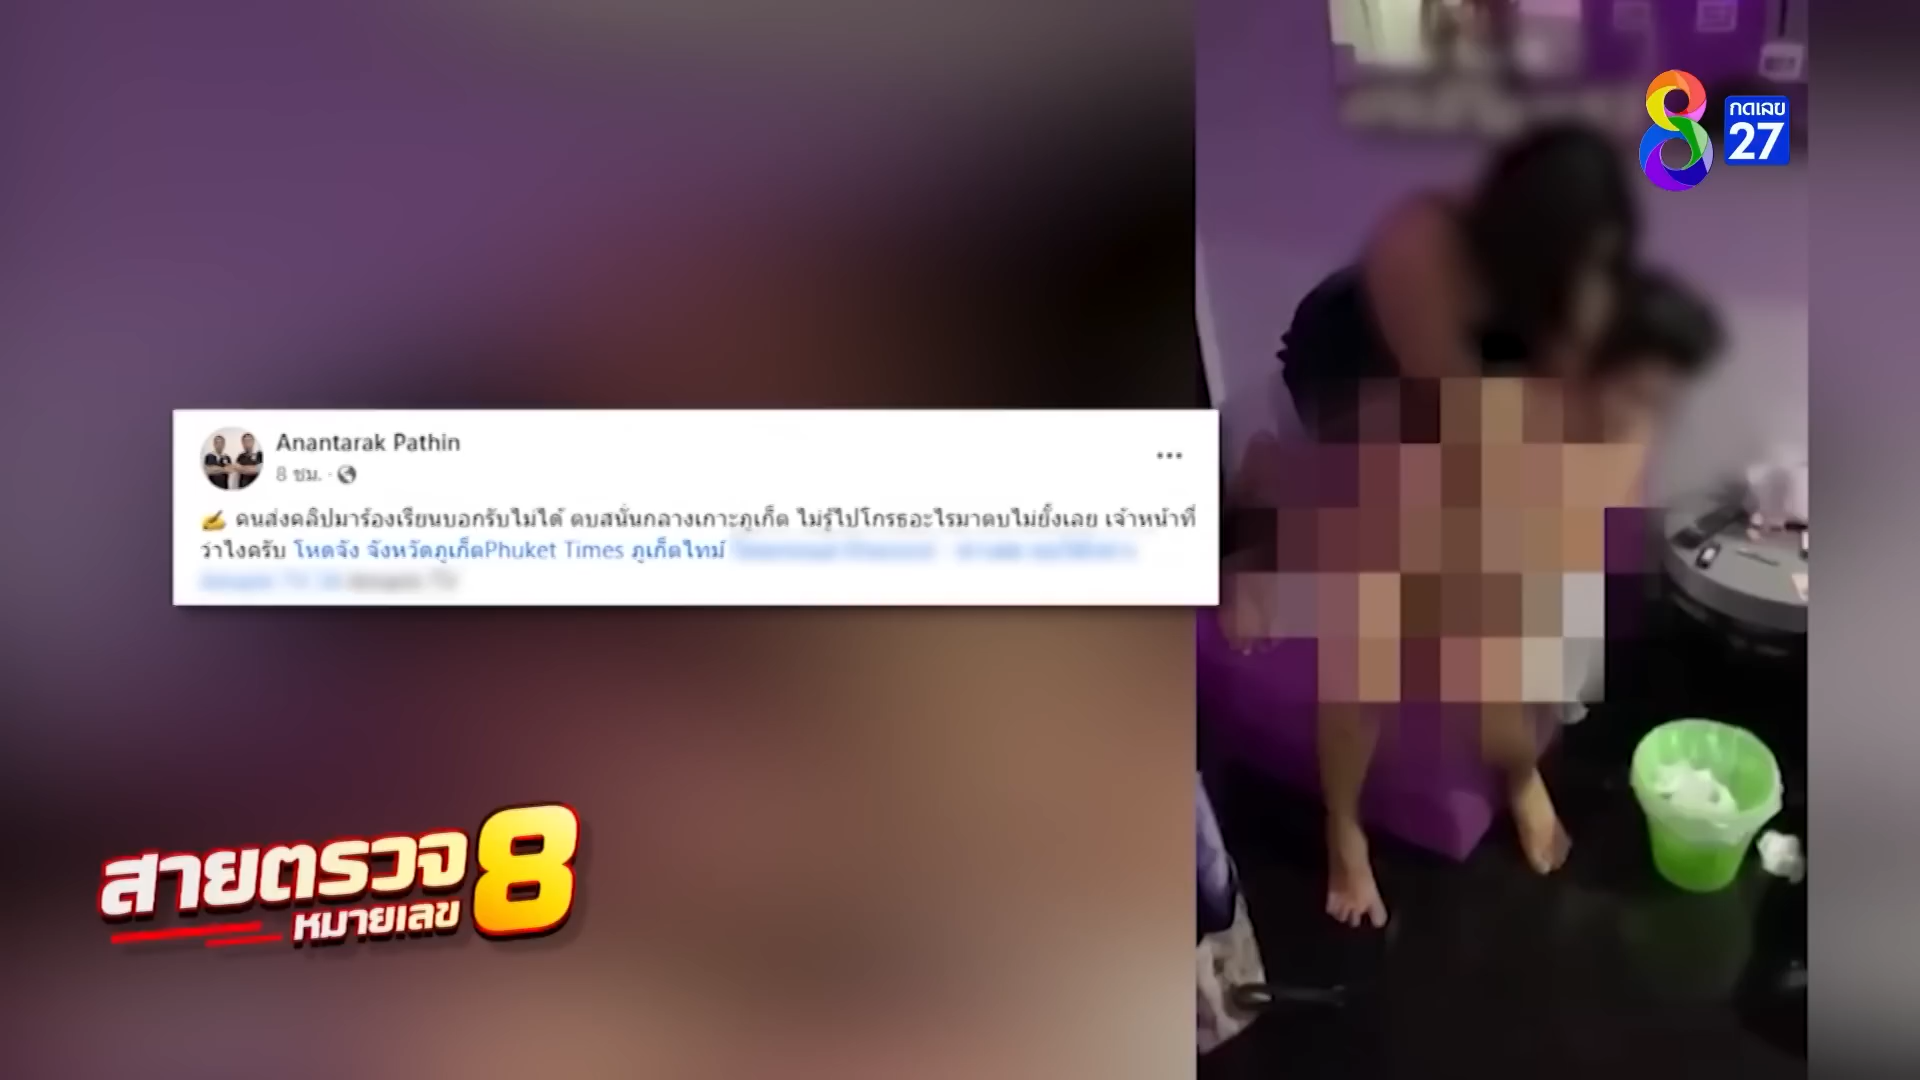 กดเลข
27
Anantarak Pathin
8 ชม.
คนส่งคลิปมาร้องเรียนบอกรับไม่ได้ ตบสนั่นกลางเกาะภูเก็ต ไม่รู้ไปโกรธอะไรมาตบไม่ยั้งเลย เจ้าหน้าที่
ว่าไงครับ โหดจัง จังหวัดภูเก็ตPhuket Times ภูเก็ตไทม์
สายตรวจ
หมายเลข 8